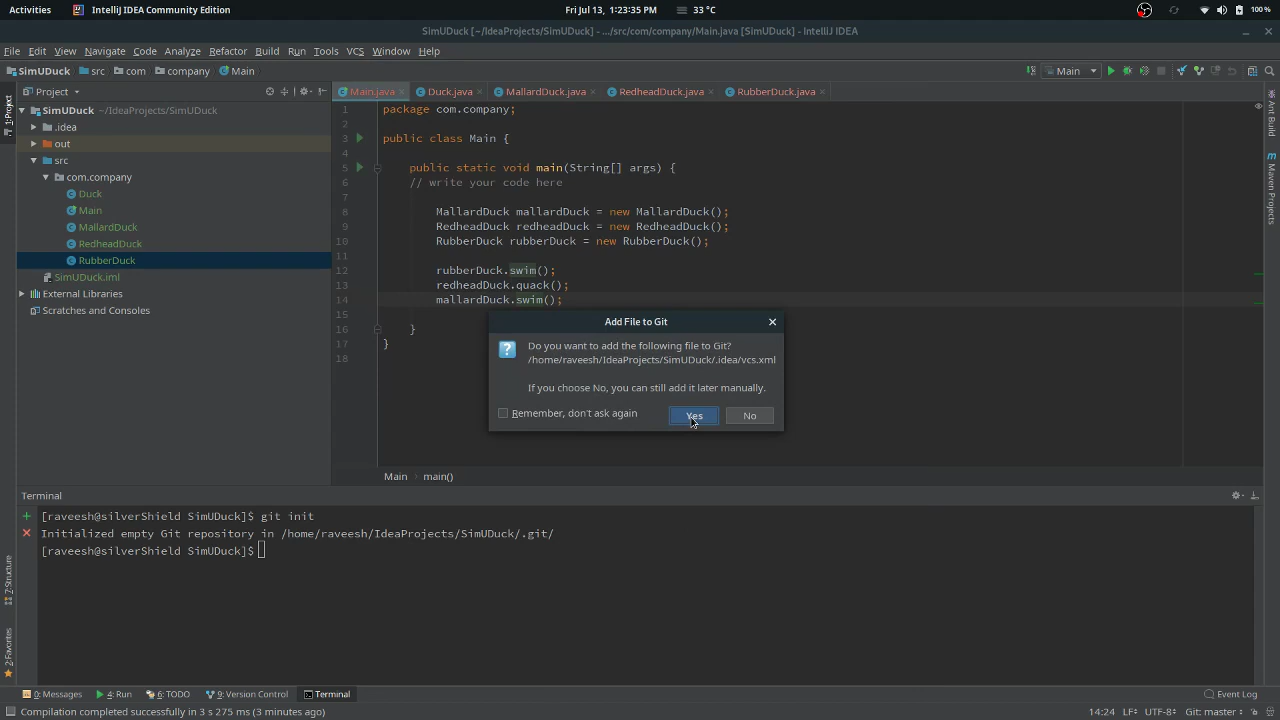 Activities
IntelliJ IDEA Community Edition
Fri Jul 13, 1:23:35 PM
33 °C
100 %
SimUDuck [~/IdeaProjects/SimUDuck] - .../src/com/company/Main.java [SimUDuck] - IntelliJ IDEA
File Edit View Navigate Code Analyze Refactor Build Run Tools VCS Window Help
SimUDuck src com company Main
Main
1: Project
Project
Main.java Duck.java MallardDuck.java RedheadDuck.java RubberDuck.java
SimUDuck ~/IdeaProjects/SimUDuck
.idea
out
src
com.company
Duck
Main
MallardDuck
RedheadDuck
RubberDuck
SimUDuck.iml
External Libraries
Scratches and Consoles
1 package com.company;
2
3 public class Main {
4
5 public static void main(String[] args) {
6 // write your code here
7
8 MallardDuck mallardDuck = new MallardDuck();
9 RedheadDuck redheadDuck = new RedheadDuck();
10 RubberDuck rubberDuck = new RubberDuck();
11
12 rubberDuck.swim();
13 redheadDuck.quack();
14 mallardDuck.swim();
15
16 }
17 }
18
Ant Build
Maven Projects
Add File to Git
Do you want to add the following file to Git?
/home/raveesh/IdeaProjects/SimUDuck/.idea/vcs.xml
If you choose No, you can still add it later manually.
Remember, don't ask again
Yes
No
Main main()
Terminal
[raveesh@silverShield SimUDuck]$ git init
Initialized empty Git repository in /home/raveesh/IdeaProjects/SimUDuck/.git/
[raveesh@silverShield SimUDuck]$
7: Structure
2: Favorites
0: Messages 4: Run 6: TODO 9: Version Control Terminal
Event Log
Compilation completed successfully in 3 s 275 ms (3 minutes ago)
14:24 LF UTF-8 Git: master